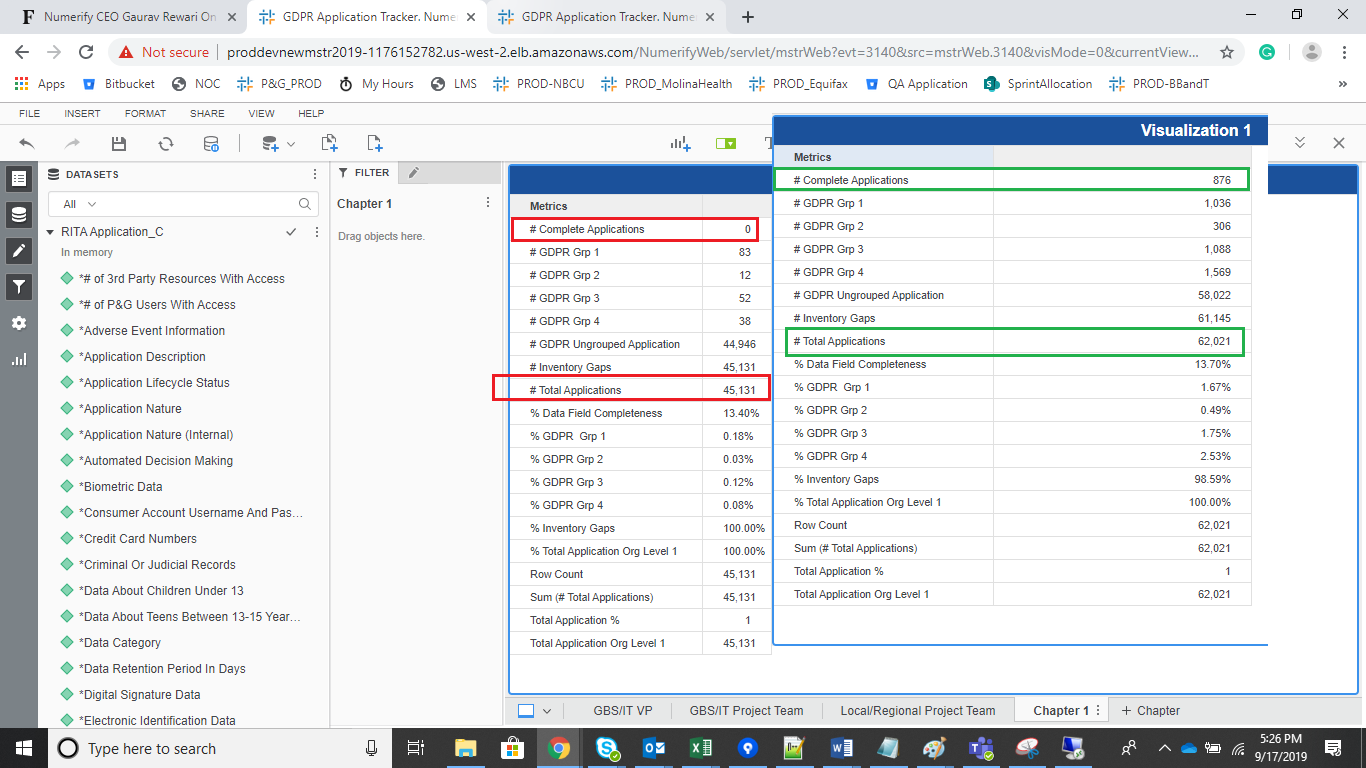 Numerify CEO Gaurav Rewari On
GDPR Application Tracker. Nume
GDPR Application Tracker. Nume
Not secure
proddevnewmstr2019-1176152782.us-west-2.elb.amazonaws.com/NumerifyWeb/servlet/mstrWeb?evt=3140&src=mstrWeb.3140&visMode=0&currentView...
Apps
Bitbucket
NOC
P&G_PROD
My Hours
LMS
PROD-NBCU
PROD_MolinaHealth
PROD_Equifax
QA Application
SprintAllocation
PROD-BBandT
»
FILE INSERT FORMAT SHARE VIEW HELP
DATASETS
All
RITA Application_C
In memory
*# of 3rd Party Resources With Access
*# of P&G Users With Access
*Adverse Event Information
*Application Description
*Application Lifecycle Status
*Application Nature
*Application Nature (Internal)
*Automated Decision Making
*Biometric Data
*Consumer Account Username And Pas...
*Credit Card Numbers
*Criminal Or Judicial Records
*Data About Children Under 13
*Data About Teens Between 13-15 Year...
*Data Category
*Data Retention Period In Days
*Digital Signature Data
*Electronic Identification Data
FILTER
Chapter 1
Drag objects here.
Metrics
# Complete Applications 0
# GDPR Grp 1 83
# GDPR Grp 2 12
# GDPR Grp 3 52
# GDPR Grp 4 38
# GDPR Ungrouped Application 44,946
# Inventory Gaps 45,131
# Total Applications 45,131
% Data Field Completeness 13.40%
% GDPR Grp 1 0.18%
% GDPR Grp 2 0.03%
% GDPR Grp 3 0.12%
% GDPR Grp 4 0.08%
% Inventory Gaps 100.00%
% Total Application Org Level 1 100.00%
Row Count 45,131
Sum (# Total Applications) 45,131
Total Application % 1
Total Application Org Level 1 45,131
Visualization 1
Metrics
# Complete Applications 876
# GDPR Grp 1 1,036
# GDPR Grp 2 306
# GDPR Grp 3 1,088
# GDPR Grp 4 1,569
# GDPR Ungrouped Application 58,022
# Inventory Gaps 61,145
# Total Applications 62,021
% Data Field Completeness 13.70%
% GDPR Grp 1 1.67%
% GDPR Grp 2 0.49%
% GDPR Grp 3 1.75%
% GDPR Grp 4 2.53%
% Inventory Gaps 98.59%
% Total Application Org Level 1 100.00%
Row Count 62,021
Sum (# Total Applications) 62,021
Total Application % 1
Total Application Org Level 1 62,021
GBS/IT VP
GBS/IT Project Team
Local/Regional Project Team
Chapter 1
+ Chapter
Type here to search
5:26 PM
9/17/2019